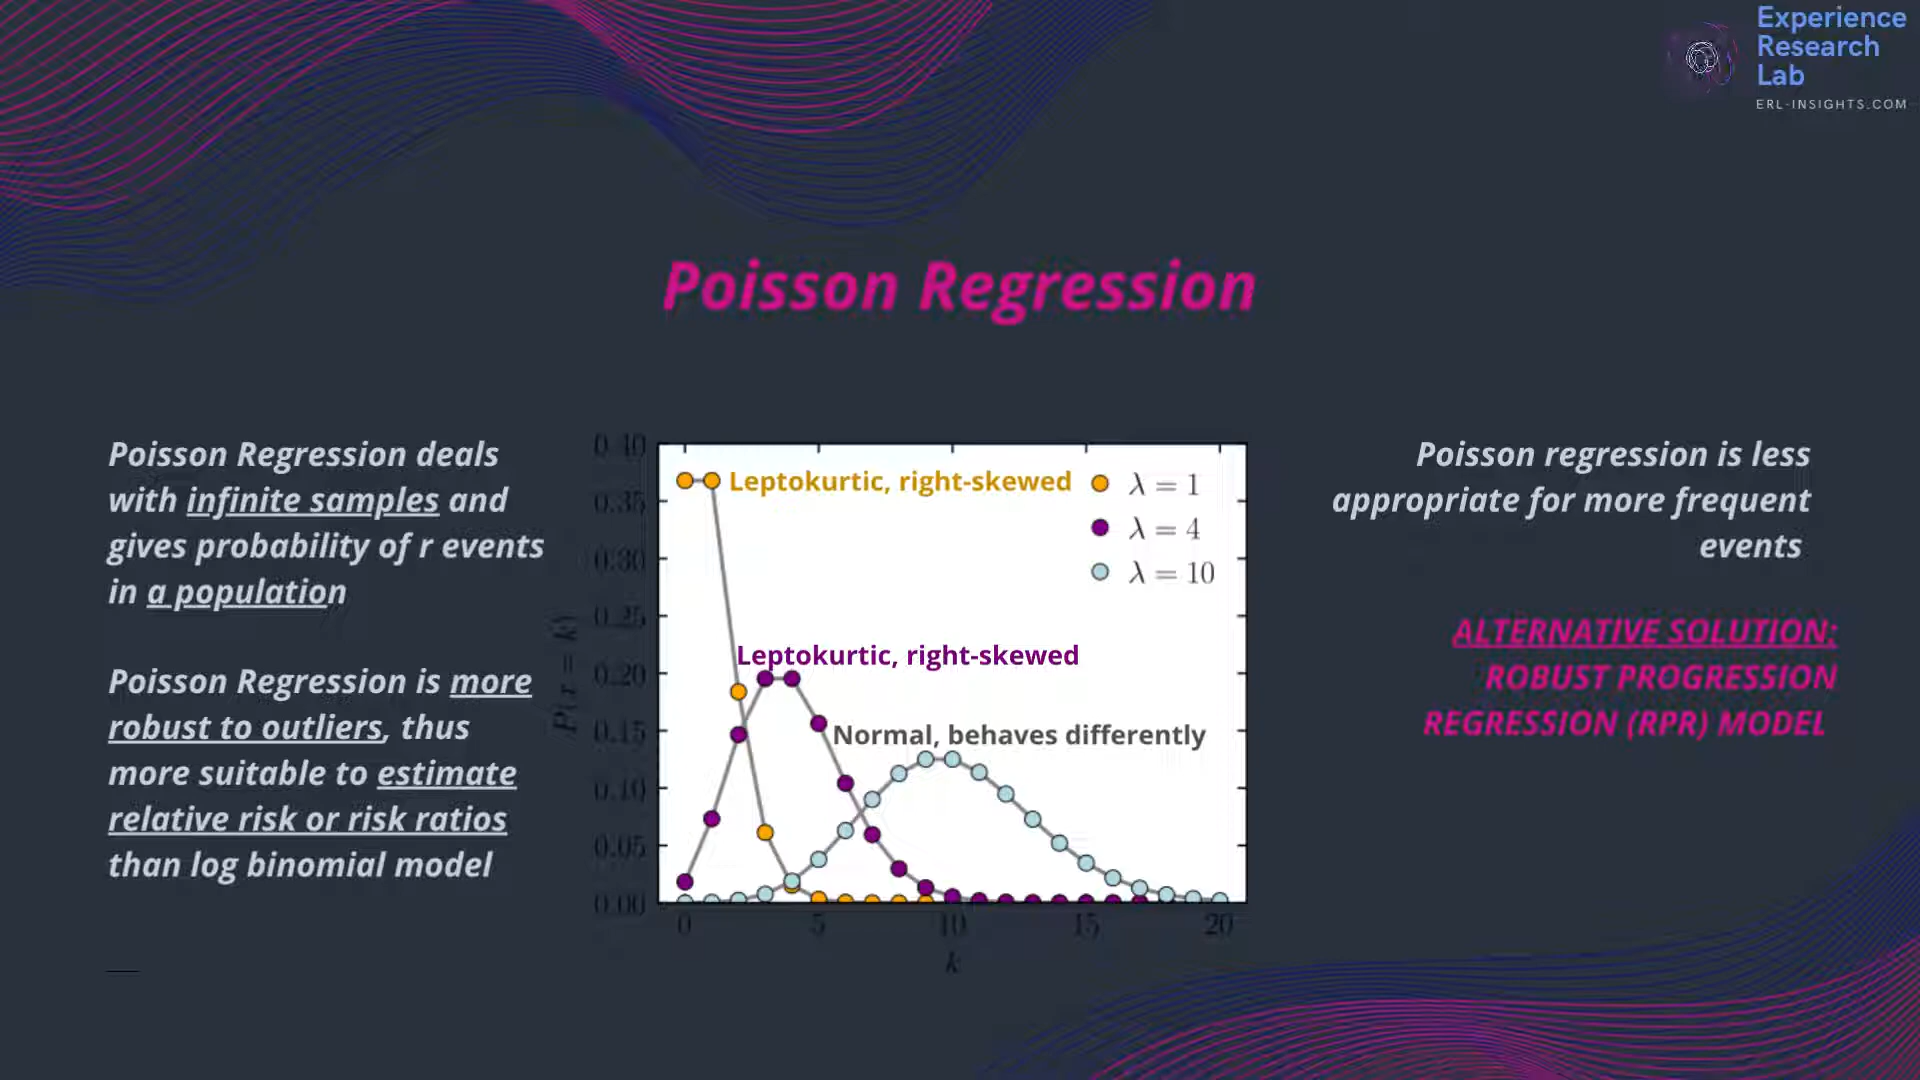 Experience
Research
Lab
ERL-INSIGHTS.COM
Poisson Regression
Poisson Regression deals
with infinite samples and
gives probability of r events
in a population
Poisson Regression is more
robust to outliers, thus
more suitable to estimate
relative risk or risk ratios
than log binomial model
0.40
0.35
0.30
0.25
0.20
0.15
0.10
0.05
0.00
P(x = k)
Leptokurtic, right-skewed
λ = 1
λ = 4
λ = 10
Leptokurtic, right-skewed
Normal, behaves differently
0 5 10 15 20
k
Poisson regression is less
appropriate for more frequent
events
ALTERNATIVE SOLUTION:
ROBUST PROGRESSION
REGRESSION (RPR) MODEL